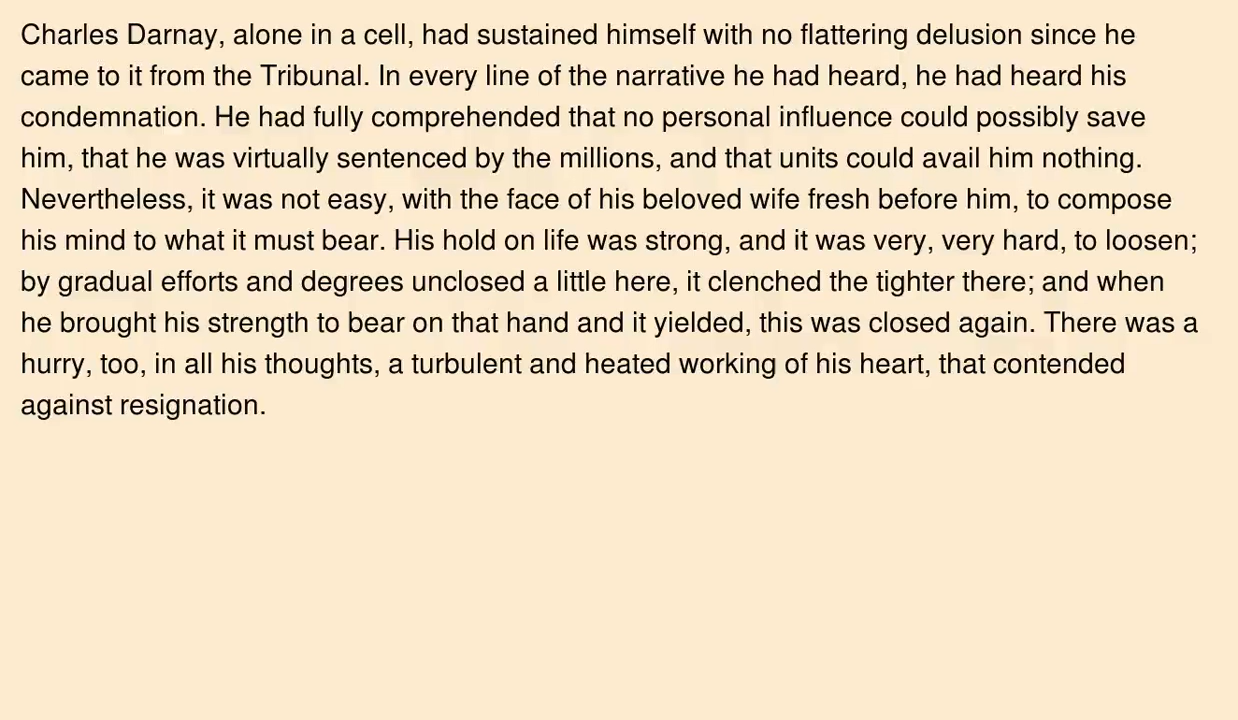 Charles Darnay, alone in a cell, had sustained himself with no flattering delusion since he
came to it from the Tribunal. In every line of the narrative he had heard, he had heard his
condemnation. He had fully comprehended that no personal influence could possibly save
him, that he was virtually sentenced by the millions, and that units could avail him nothing.
Nevertheless, it was not easy, with the face of his beloved wife fresh before him, to compose
his mind to what it must bear. His hold on life was strong, and it was very, very hard, to loosen;
by gradual efforts and degrees unclosed a little here, it clenched the tighter there; and when
he brought his strength to bear on that hand and it yielded, this was closed again. There was a
hurry, too, in all his thoughts, a turbulent and heated working of his heart, that contended
against resignation.